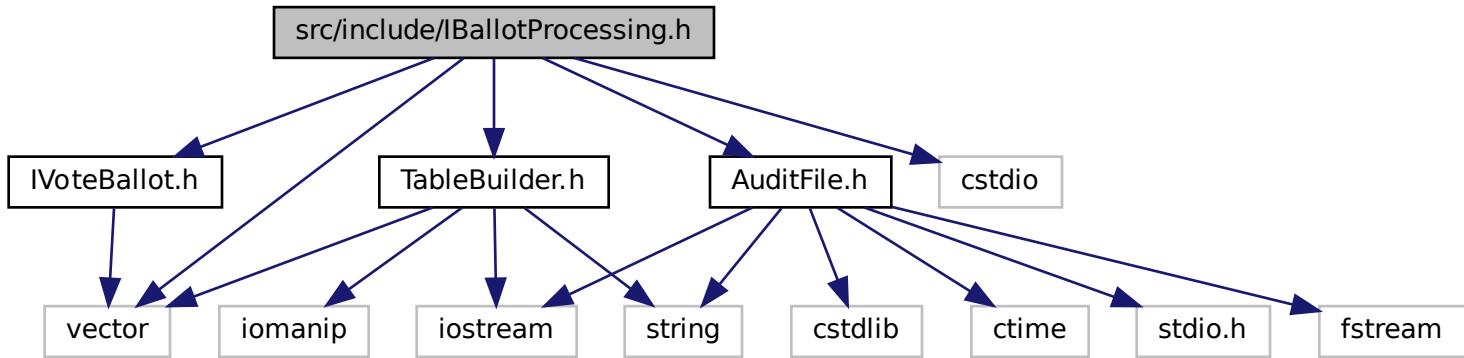 src/include/IBallotProcessing.h
IVoteBallot.h
TableBuilder.h
AuditFile.h
cstdio
vector
iomanip
iostream
string
cstdlib
ctime
stdio.h
fstream